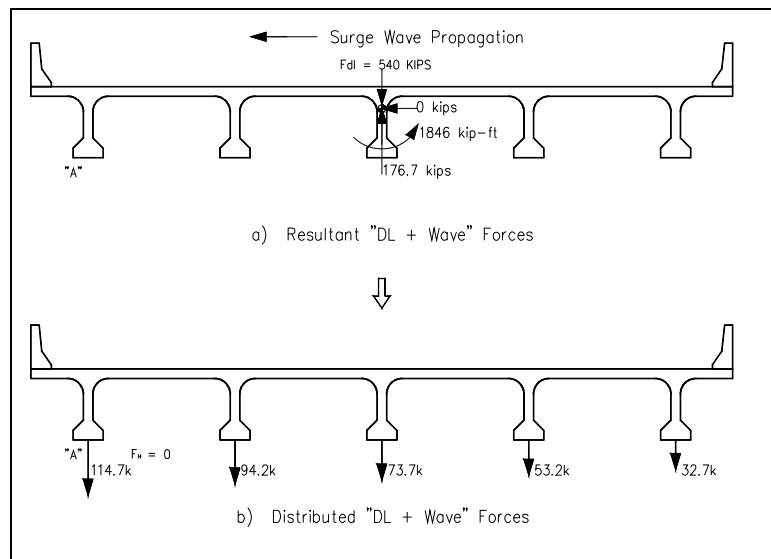 Surge Wave Propagation
Fdl = 540 KIPS
0 kips
1846 kip-ft
"A"
176.7 kips
a) Resultant "DL + Wave" Forces
"A"
F_H = 0
114.7k
94.2k
73.7k
53.2k
32.7k
b) Distributed "DL + Wave" Forces